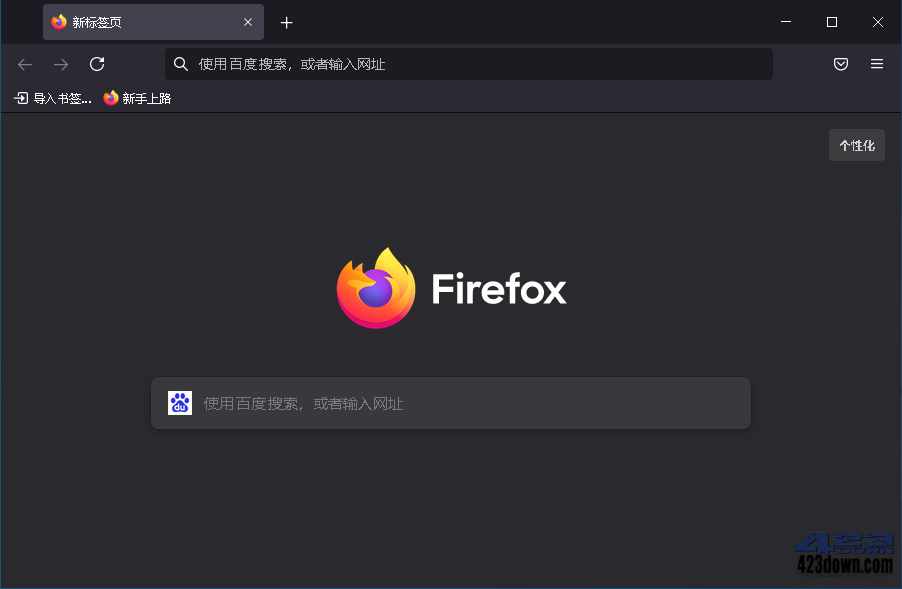 新标签页
使用百度搜索，或者输入网址
导入书签... 新手上路
个性化
Firefox
du 使用百度搜索，或者输入网址
423down.com